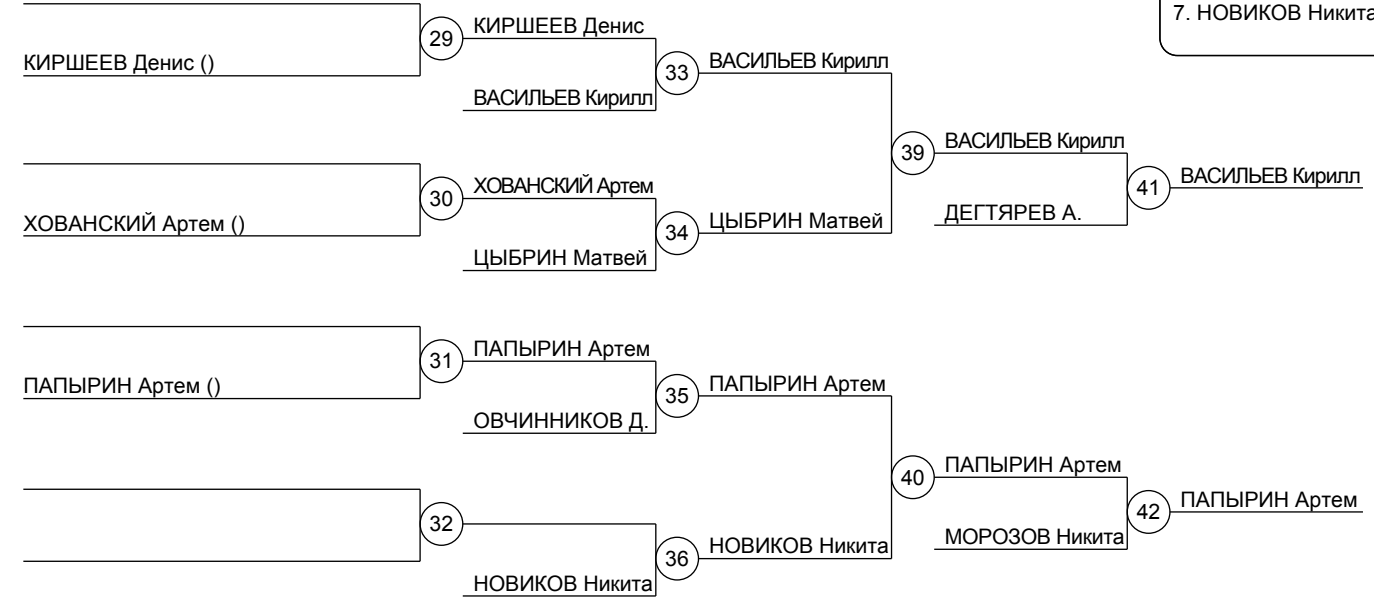 7. НОВИКОВ Никита
29
КИРШЕЕВ Денис
КИРШЕЕВ Денис ()
33
ВАСИЛЬЕВ Кирилл
ВАСИЛЬЕВ Кирилл
39
ВАСИЛЬЕВ Кирилл
41
ВАСИЛЬЕВ Кирилл
30
ХОВАНСКИЙ Артем
ХОВАНСКИЙ Артем ()
34
ЦЫБРИН Матвей
ДЕГТЯРЕВ А.
ЦЫБРИН Матвей
31
ПАПЫРИН Артем
ПАПЫРИН Артем ()
35
ПАПЫРИН Артем
ОВЧИННИКОВ Д.
40
ПАПЫРИН Артем
42
ПАПЫРИН Артем
32
МОРОЗОВ Никита
36
НОВИКОВ Никита
НОВИКОВ Никита